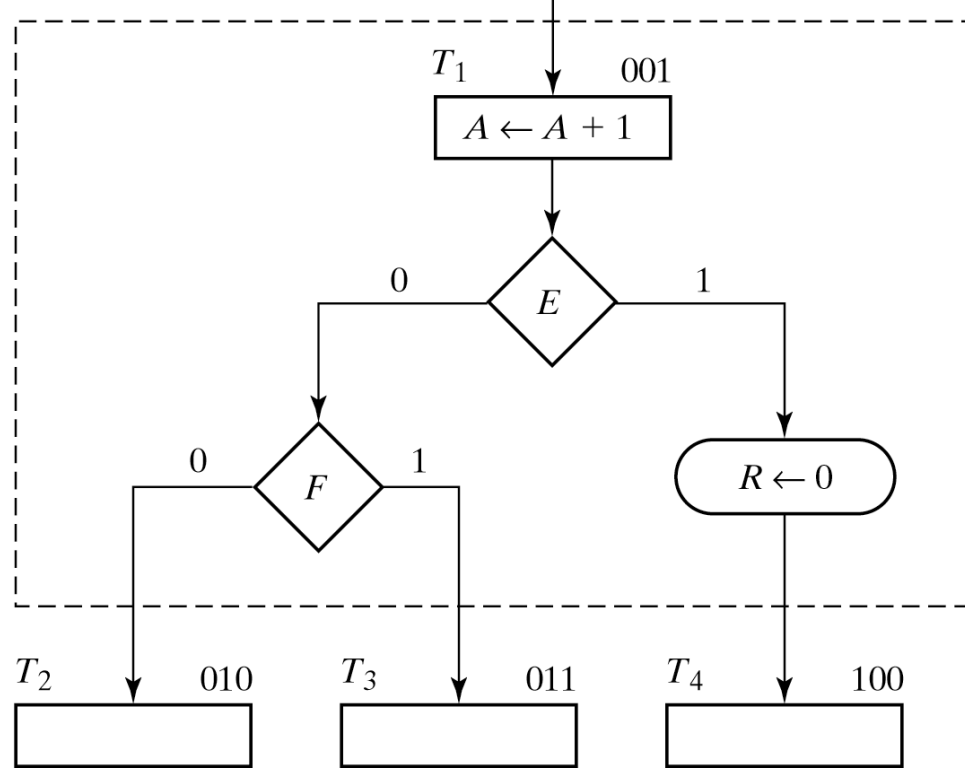 T₁ 001
A ← A + 1
0 1
E
0 1
F
R ← 0
T₂ 010 T₃ 011 T₄ 100